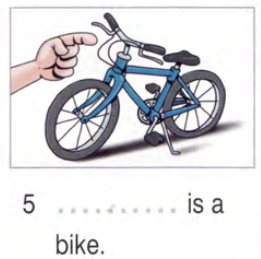 5 ........... is a
bike.